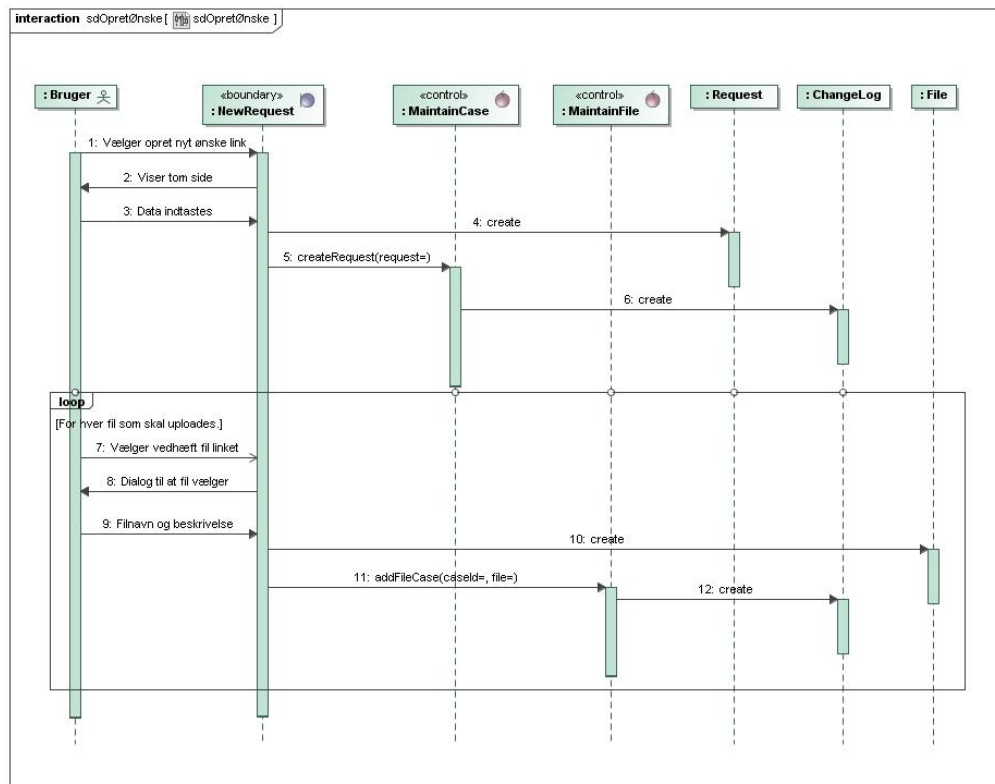 interaction sdOpretØnske [ sdOpretØnske ]
: Bruger
«boundary»
: NewRequest
«control»
: MaintainCase
«control»
: MaintainFile
: Request
: ChangeLog
: File
1: Vælger opret nyt ønske link
2: Viser tom side
3: Data indtastes
4: create
5: createRequest(request=)
6: create
loop
[For hver fil som skal uploades.]
7: Vælger vedhæft fil linket
8: Dialog til at fil vælger
9: Filnavn og beskrivelse
10: create
11: addFileCase(caseId=, file=)
12: create